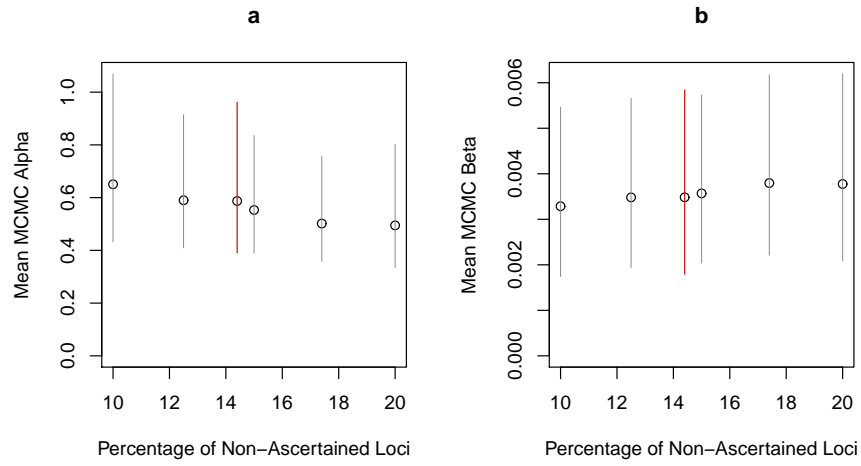 a
Mean MCMC Alpha
0.0 0.2 0.4 0.6 0.8 1.0
10 12 14 16 18 20
Percentage of Non−Ascertained Loci
b
Mean MCMC Beta
0.000 0.002 0.004 0.006
10 12 14 16 18 20
Percentage of Non−Ascertained Loci